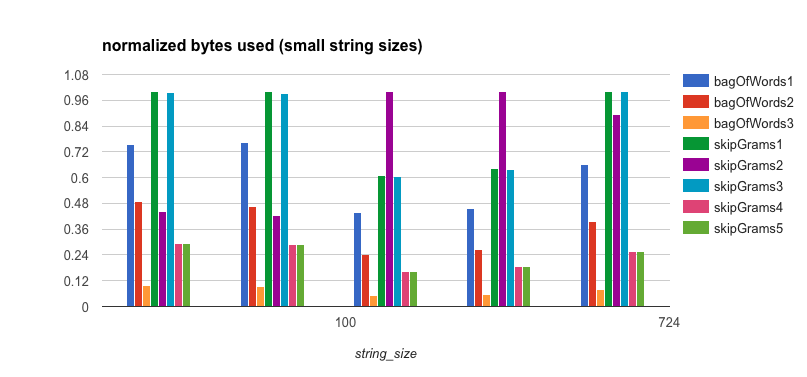 normalized bytes used (small string sizes)
1.08
0.96
0.84
0.72
0.6
0.48
0.36
0.24
0.12
0
100
724
string_size
bagOfWords1
bagOfWords2
bagOfWords3
skipGrams1
skipGrams2
skipGrams3
skipGrams4
skipGrams5